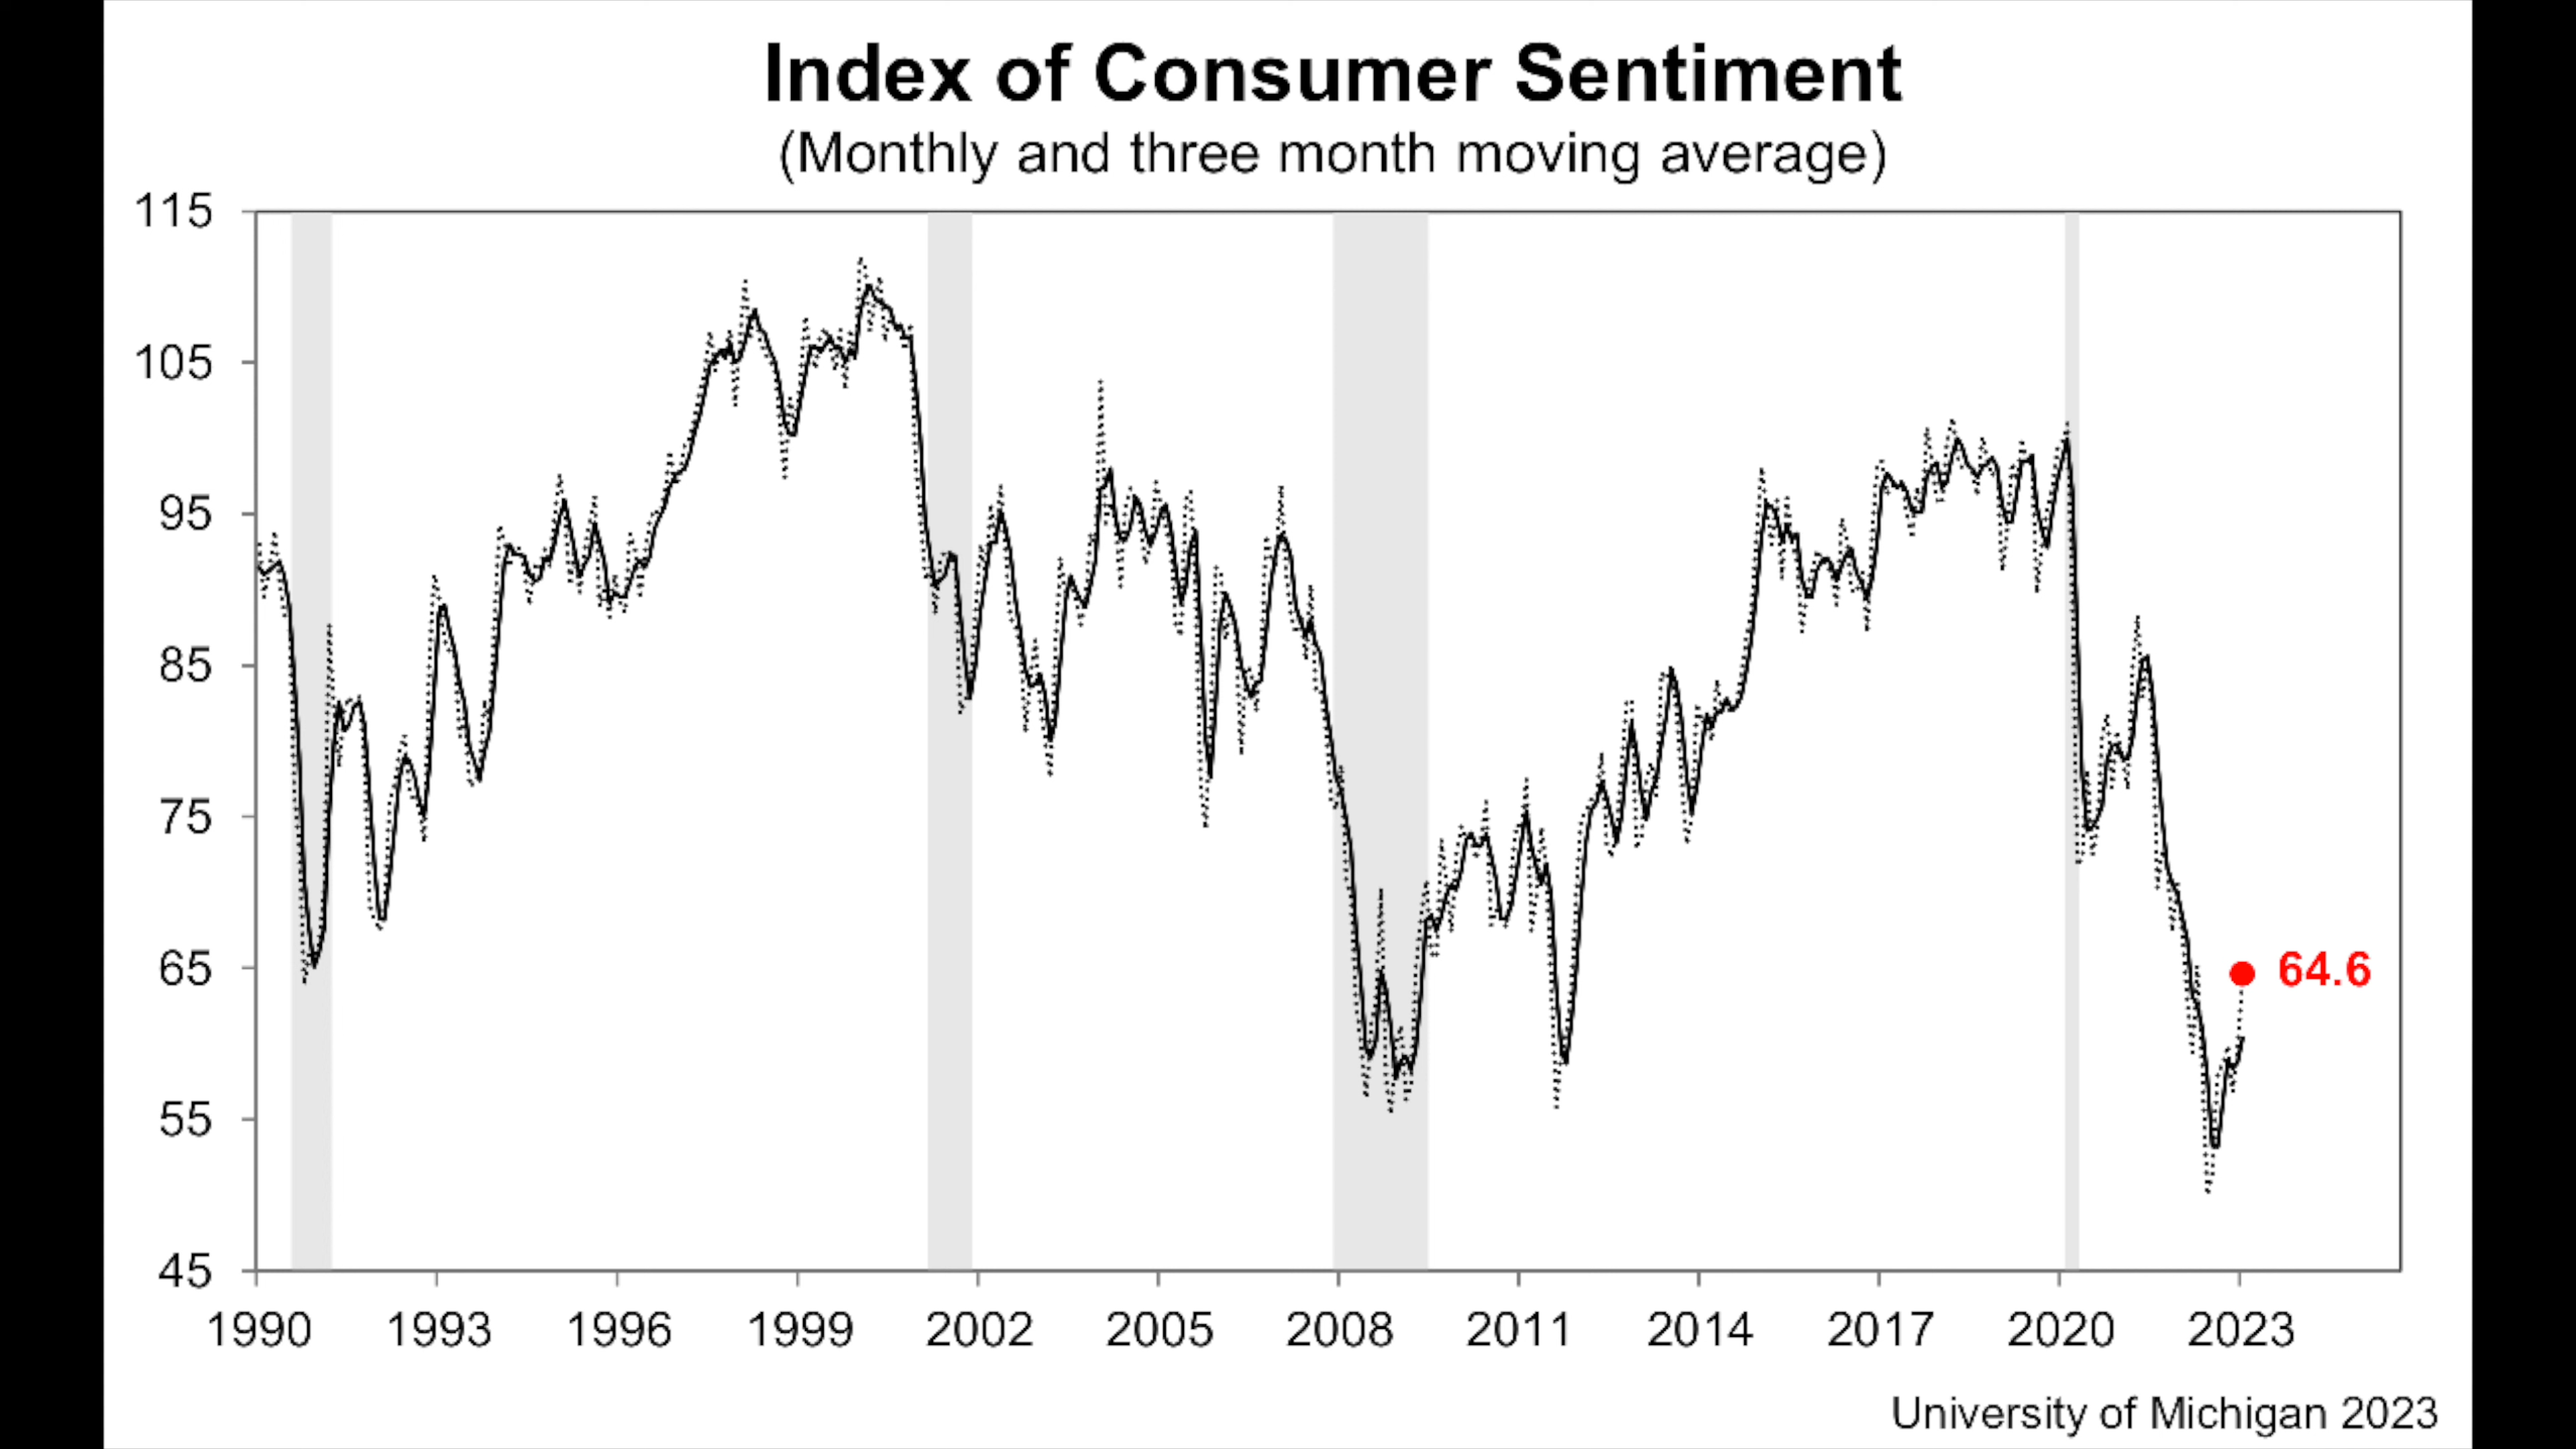 Index of Consumer Sentiment
(Monthly and three month moving average)
115
105
95
85
75
65
64.6
55
45
1990 1993 1996 1999 2002 2005 2008 2011 2014 2017 2020 2023
University of Michigan 2023